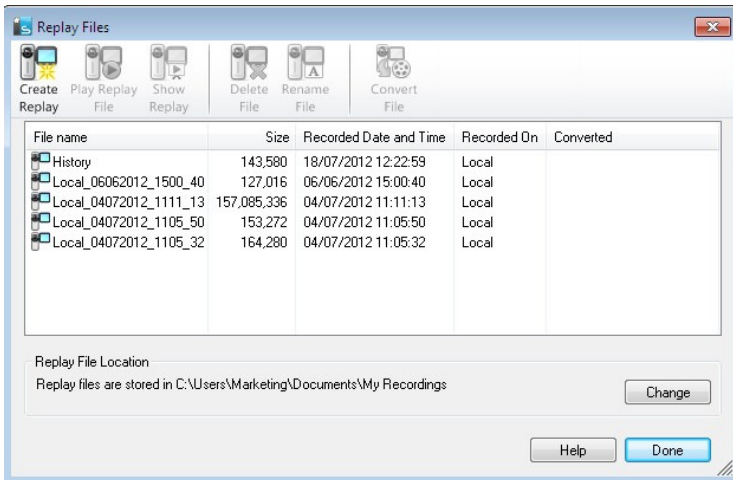 Replay Files
Create Replay
Play Replay File
Show Replay
Delete File
Rename File
Convert File
File name Size Recorded Date and Time Recorded On Converted
History 143,580 18/07/2012 12:22:59 Local
Local_06062012_1500_40 127,016 06/06/2012 15:00:40 Local
Local_04072012_1111_13 157,085,336 04/07/2012 11:11:13 Local
Local_04072012_1105_50 153,272 04/07/2012 11:05:50 Local
Local_04072012_1105_32 164,280 04/07/2012 11:05:32 Local
Replay File Location
Replay files are stored in C:\Users\Marketing\Documents\My Recordings
Change
Help Done